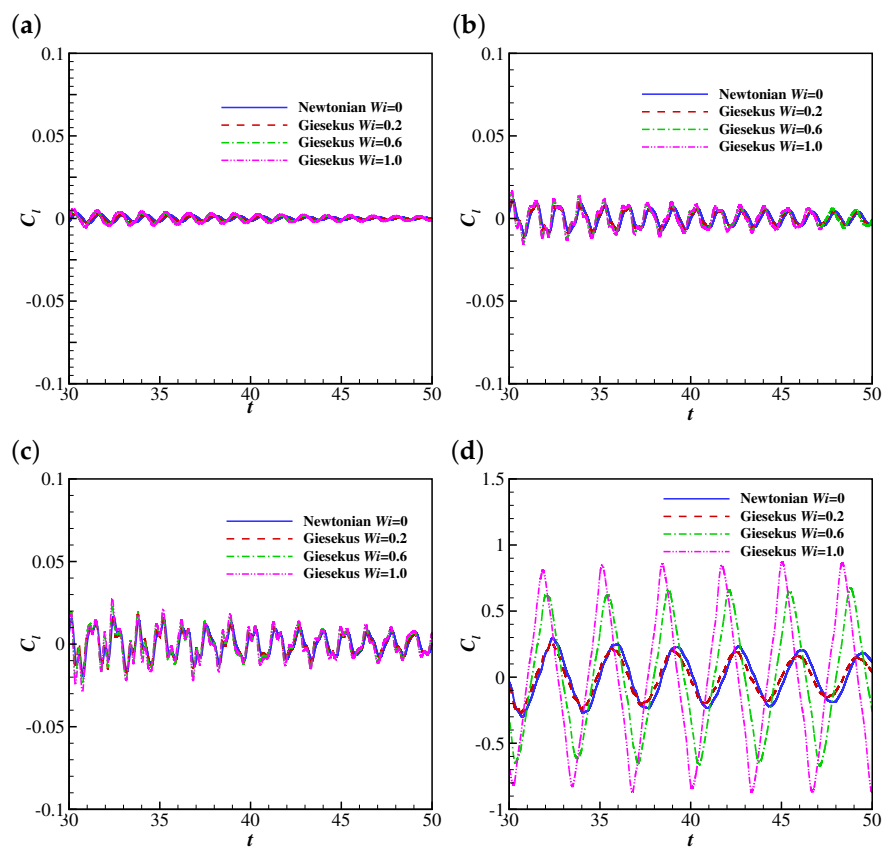 (a)
0.1
0.05
0
-0.05
-0.1
C_l
30 35 40 45 50
t
Newtonian Wi=0
Giesekus Wi=0.2
Giesekus Wi=0.6
Giesekus Wi=1.0
(b)
0.1
0.05
0
-0.05
-0.1
C_l
30 35 40 45 50
t
Newtonian Wi=0
Giesekus Wi=0.2
Giesekus Wi=0.6
Giesekus Wi=1.0
(c)
0.1
0.05
0
-0.05
-0.1
C_l
30 35 40 45 50
t
Newtonian Wi=0
Giesekus Wi=0.2
Giesekus Wi=0.6
Giesekus Wi=1.0
(d)
1.5
1
0.5
0
-0.5
-1
C_l
30 35 40 45 50
t
Newtonian Wi=0
Giesekus Wi=0.2
Giesekus Wi=0.6
Giesekus Wi=1.0